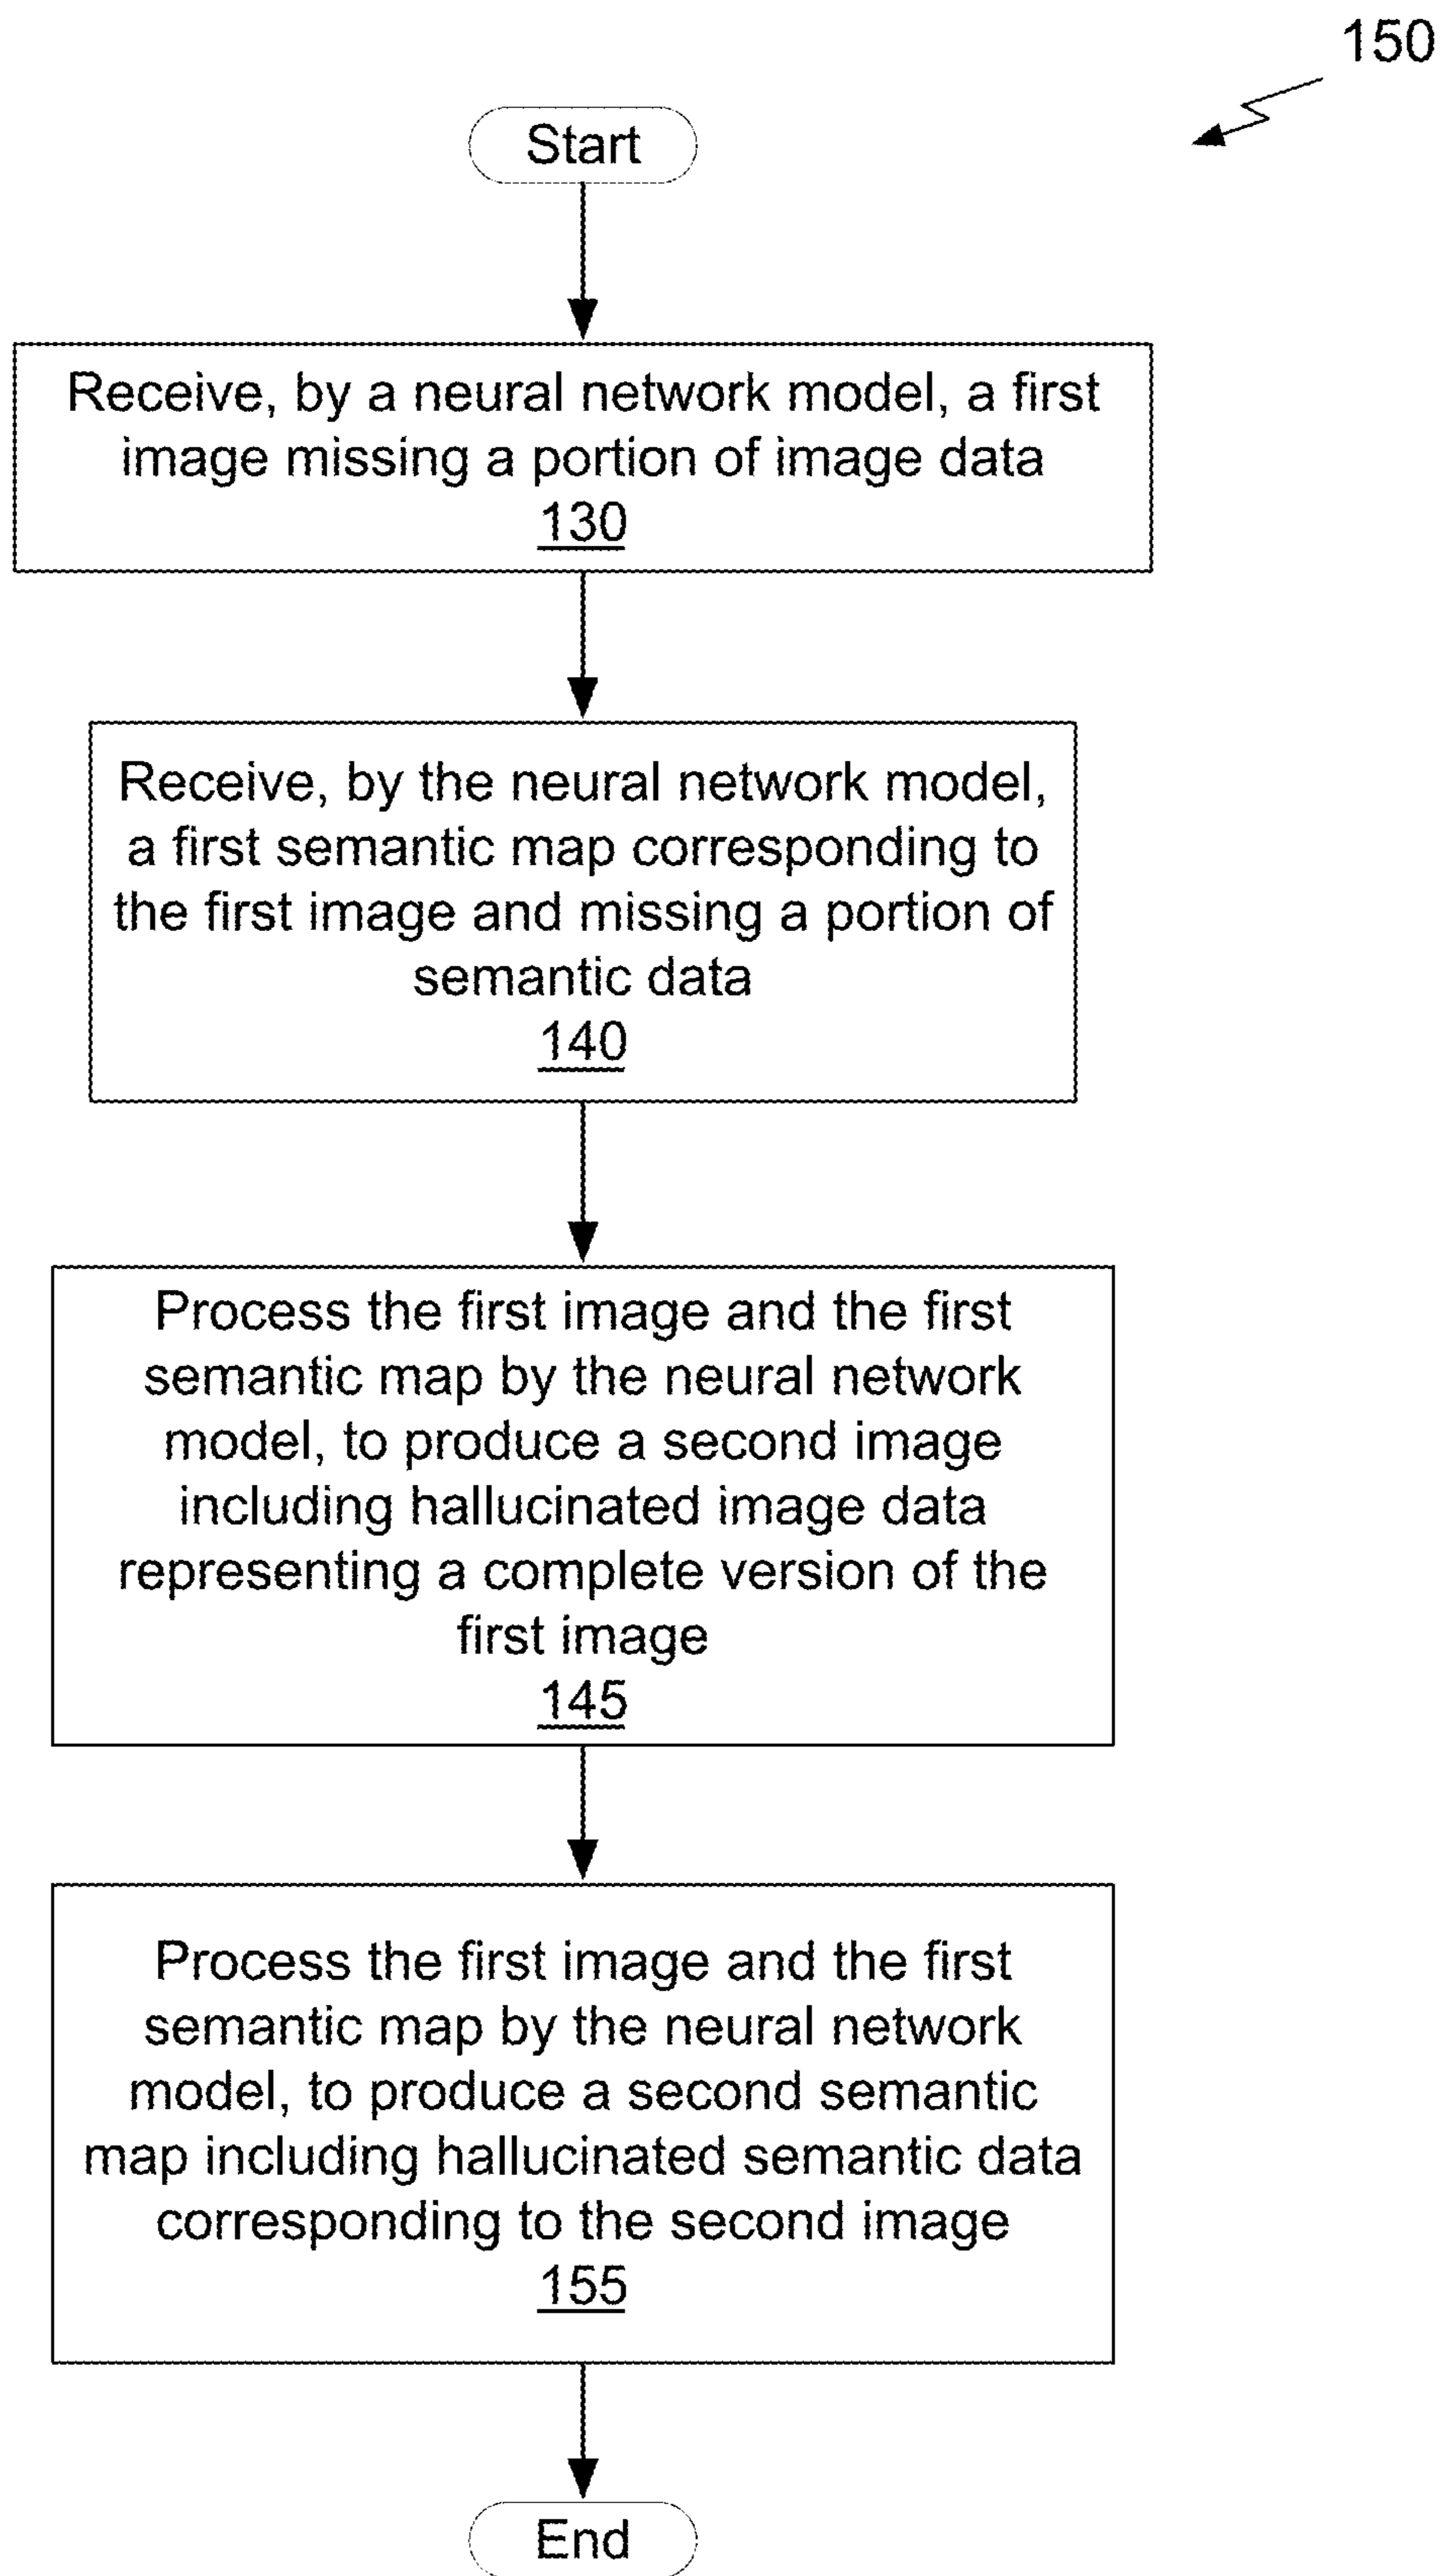 150
Start
Receive, by a neural network model, a first
image missing a portion of image data
130
Receive, by the neural network model,
a first semantic map corresponding to
the first image and missing a portion of
semantic data
140
Process the first image and the first
semantic map by the neural network
model, to produce a second image
including hallucinated image data
representing a complete version of the
first image
145
Process the first image and the first
semantic map by the neural network
model, to produce a second semantic
map including hallucinated semantic data
corresponding to the second image
155
End